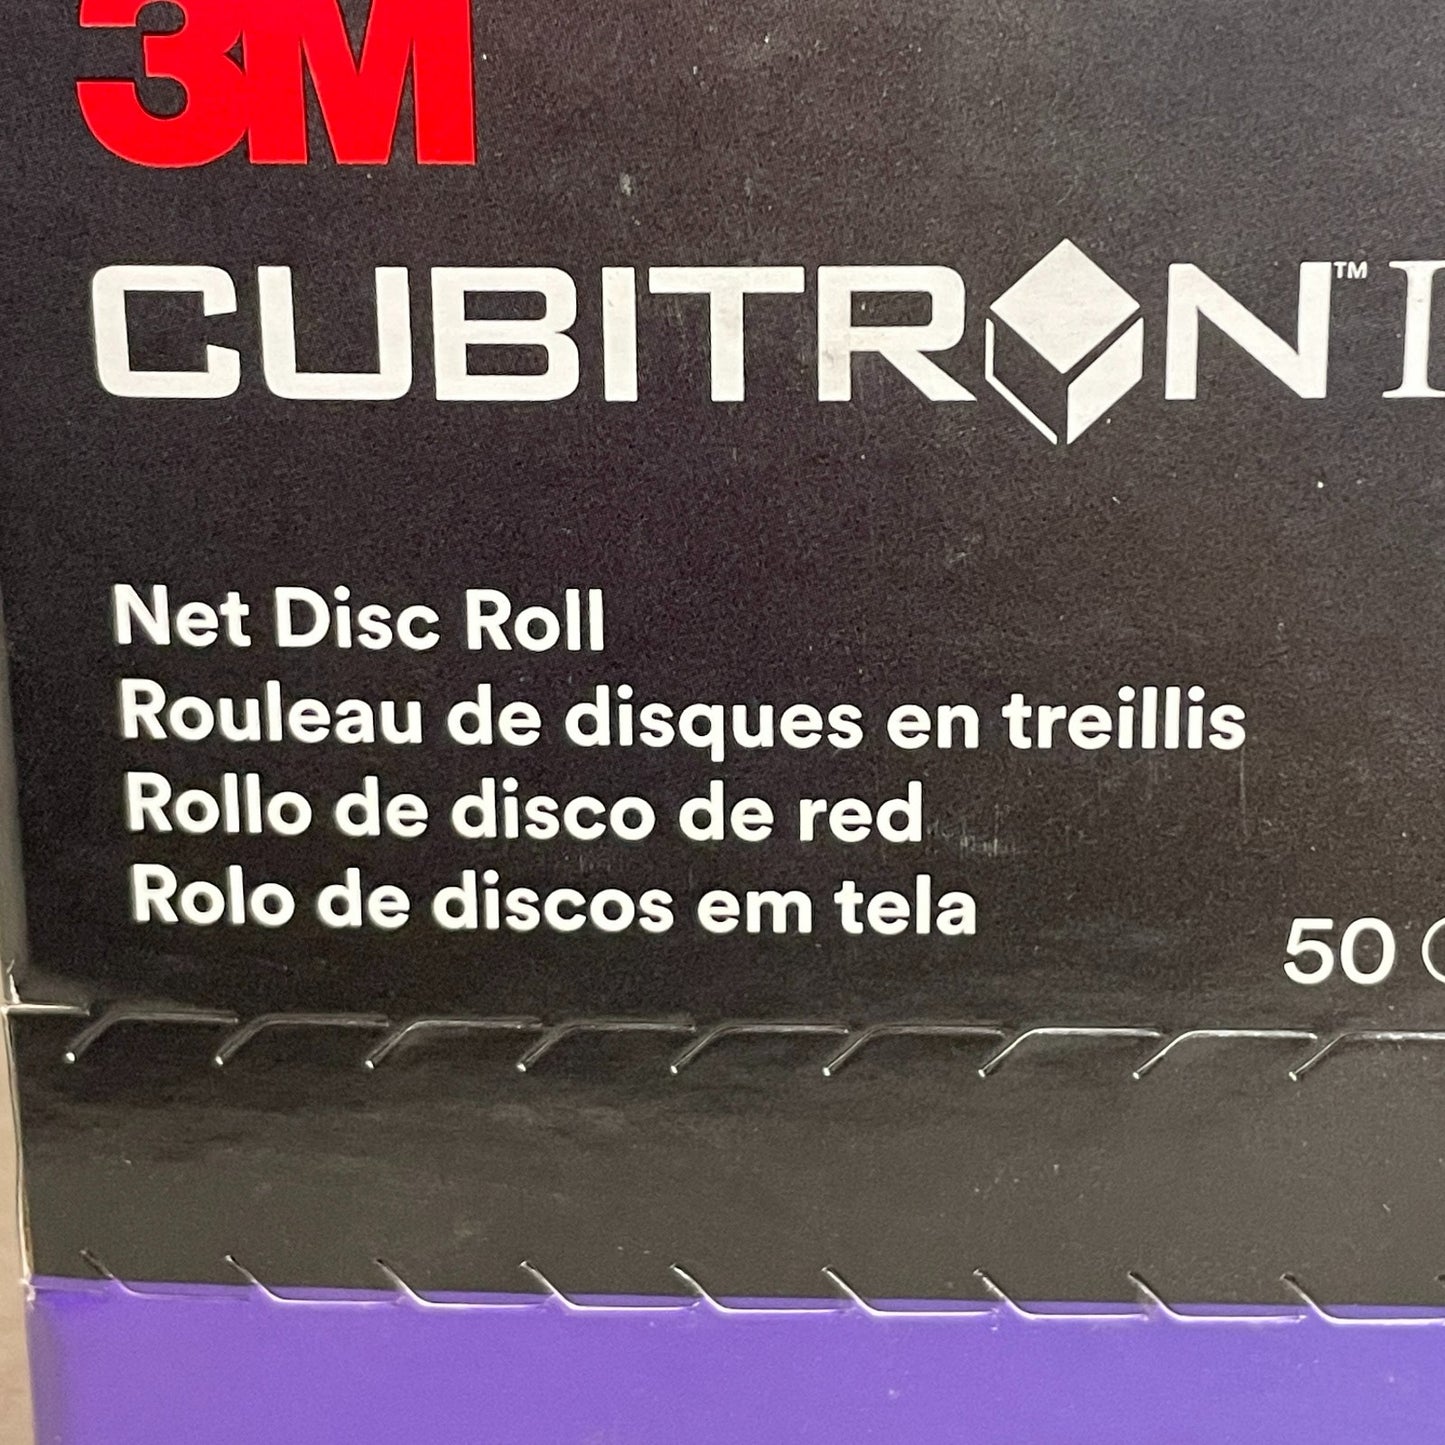 3M
CUBITRON™ I
Net Disc Roll
Rouleau de disques en treillis
Rollo de disco de red
Rolo de discos em tela
50